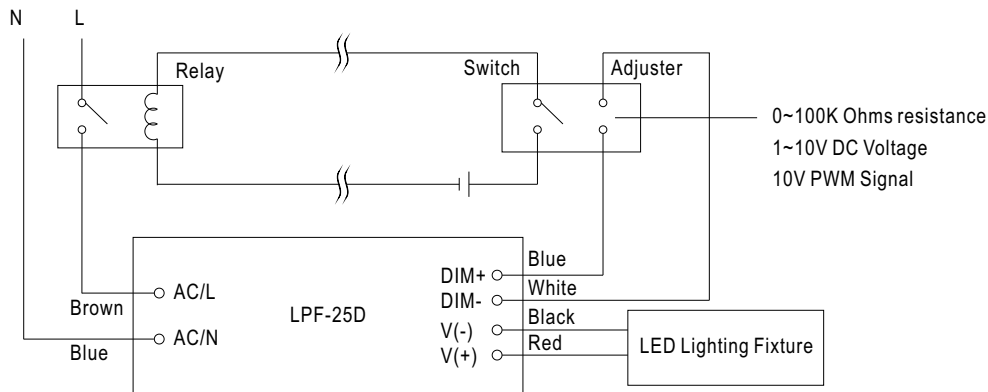 N L
Relay
Switch
Adjuster
0~100K Ohms resistance
1~10V DC Voltage
10V PWM Signal
Brown
Blue
AC/L
AC/N
LPF-25D
DIM+
DIM-
V(-)
V(+)
Blue
White
Black
Red
LED Lighting Fixture